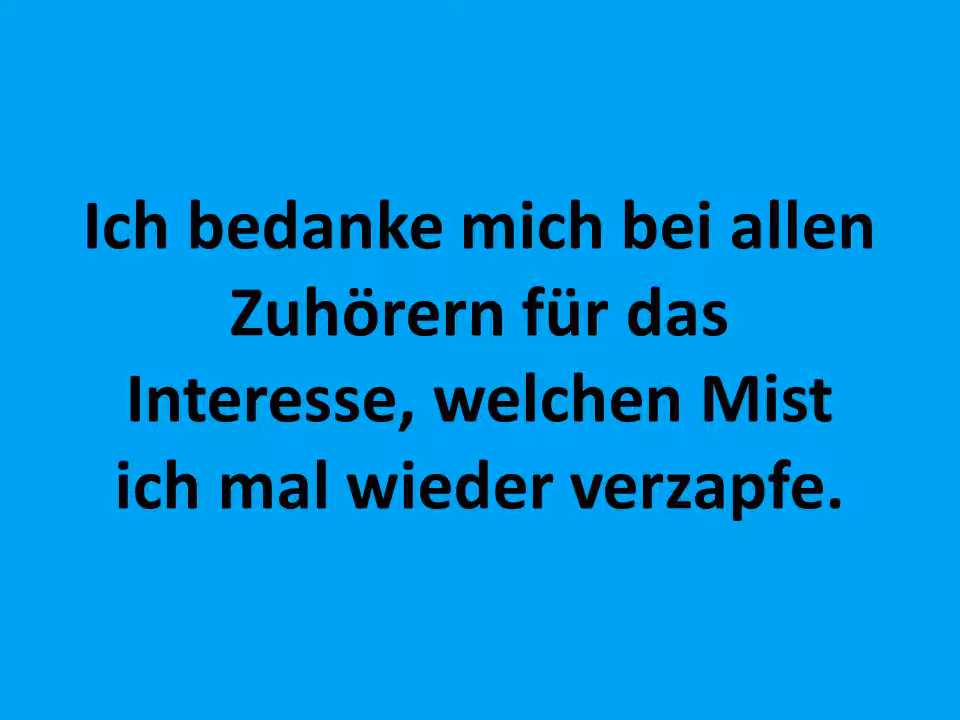 Ich bedanke mich bei allen
Zuhörern für das
Interesse, welchen Mist
ich mal wieder verzapfe.